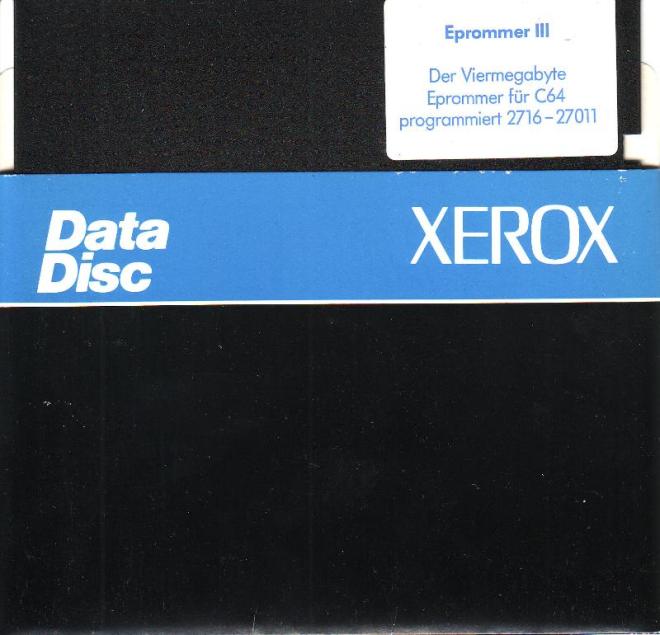 Eprommer III
Der Viermegabyte
Eprommer für C64
programmiert 2716-27011
Data
Disc
XEROX